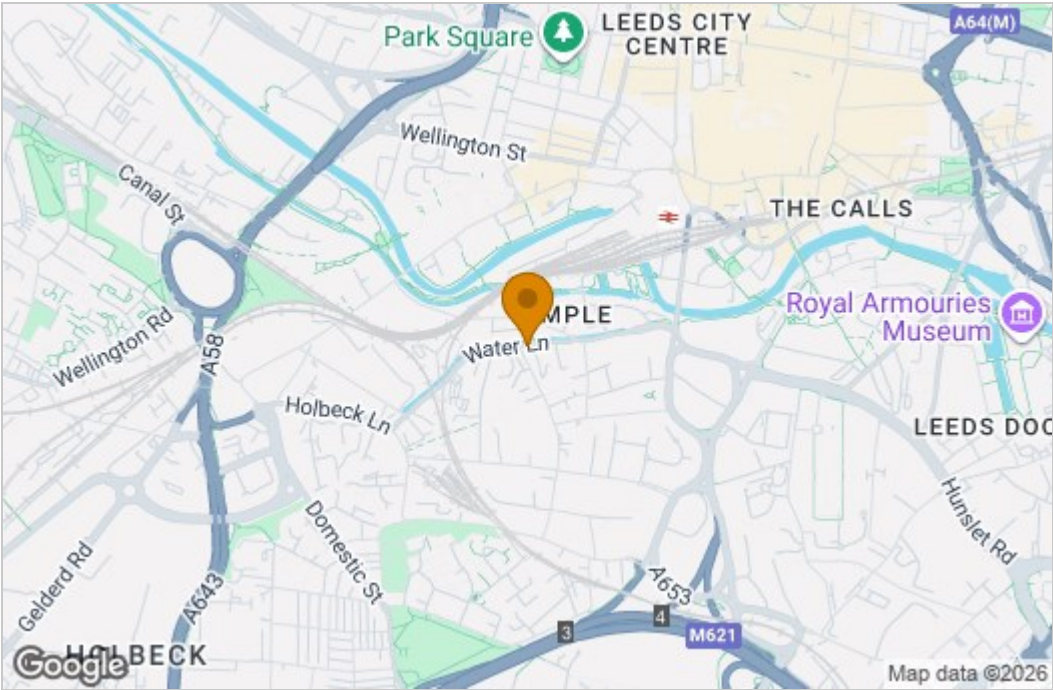 A64(M)
LEEDS CITY
CENTRE
Park Square
Wellington St
Canal St
THE CALLS
Royal Armouries
Museum
MPLE
Water Ln
Wellington Rd
A58
Holbeck Ln
LEEDS DOC
Hunslet Rd
Domestic St
Gelderd Rd
A643
A653
3
4
M621
HOLBECK
Google
Map data ©2026